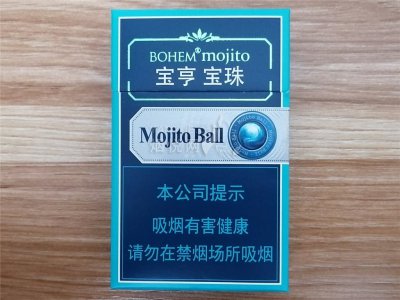 BOHEM® mojito
宝亨 宝珠
Mojito Ball
本公司提示
吸烟有害健康
请勿在禁烟场所吸烟